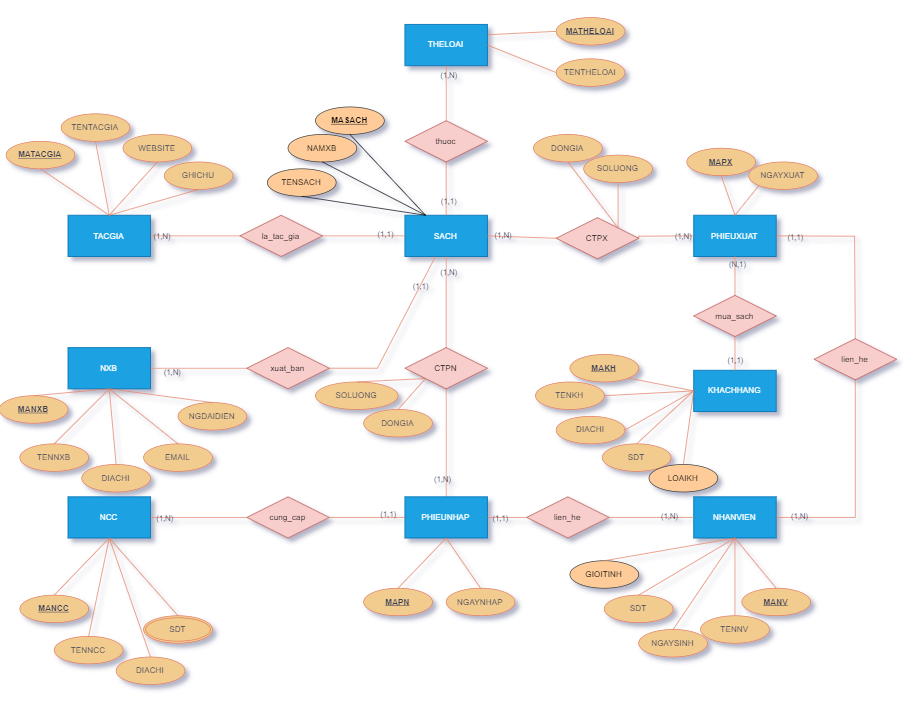 THELOAI
MATHELOAI
TENTHELOAI
(1,N)
thuoc
(1,1)
MASACH
NAMXB
TENSACH
TENTACGIA
MATACGIA
WEBSITE
GHICHU
DONGIA
SOLUONG
MAPX
NGAYXUAT
TACGIA
(1,N)
la_tac_gia
(1,1)
SACH
(1,N)
CTPX
(1,N)
PHIEUXUAT
(1,1)
(1,N)
(1,1)
(N,1)
mua_sach
(1,1)
lien_he
NXB
(1,N)
xuat_ban
CTPN
SOLUONG
DONGIA
MANXB
NGDAIDIEN
TENNXB
EMAIL
DIACHI
KHACHHANG
MAKH
TENKH
DIACHI
SDT
LOAIKH
(1,N)
NCC
(1,N)
cung_cap
(1,1)
PHIEUNHAP
(1,1)
lien_he
(1,N)
NHANVIEN
(1,N)
MANCC
SDT
TENNCC
DIACHI
MAPN
NGAYNHAP
GIOITINH
SDT
MANV
NGAYSINH
TENNV